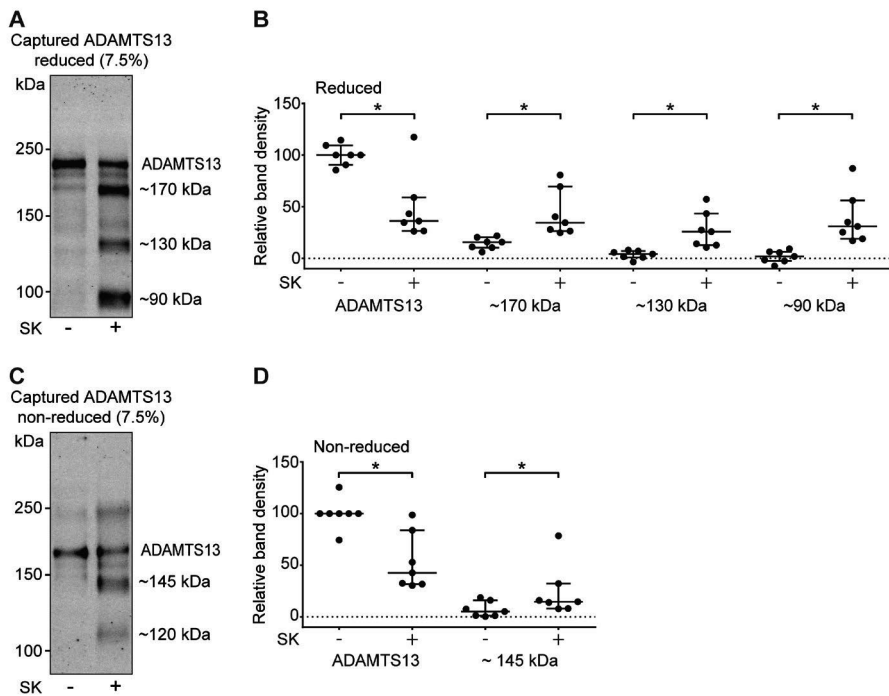 A
Captured ADAMTS13
reduced (7.5%)
kDa
250
150
100
ADAMTS13
~170 kDa
~130 kDa
~90 kDa
SK - +
B
Reduced
Relative band density
150
100
50
0
* * * *
SK - + - + - + - +
ADAMTS13 ~170 kDa ~130 kDa ~90 kDa
C
Captured ADAMTS13
non-reduced (7.5%)
kDa
250
150
100
ADAMTS13
~145 kDa
~120 kDa
SK - +
D
Non-reduced
Relative band density
150
100
50
0
* *
SK - + - +
ADAMTS13 ~ 145 kDa